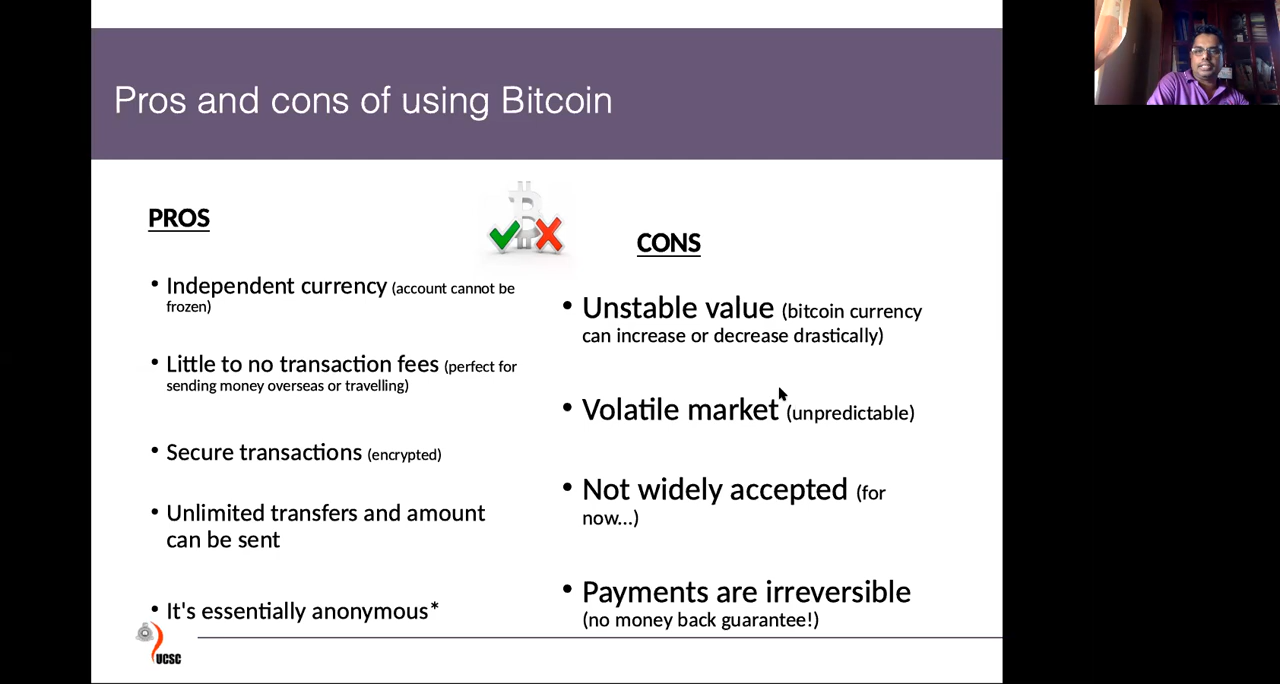 Pros and cons of using Bitcoin
PROS
• Independent currency (account cannot be
frozen)
• Little to no transaction fees (perfect for
sending money overseas or travelling)
• Secure transactions (encrypted)
• Unlimited transfers and amount
can be sent
• It's essentially anonymous*
CONS
• Unstable value (bitcoin currency
can increase or decrease drastically)
• Volatile market (unpredictable)
• Not widely accepted (for
now...)
• Payments are irreversible
(no money back guarantee!)
UCSC